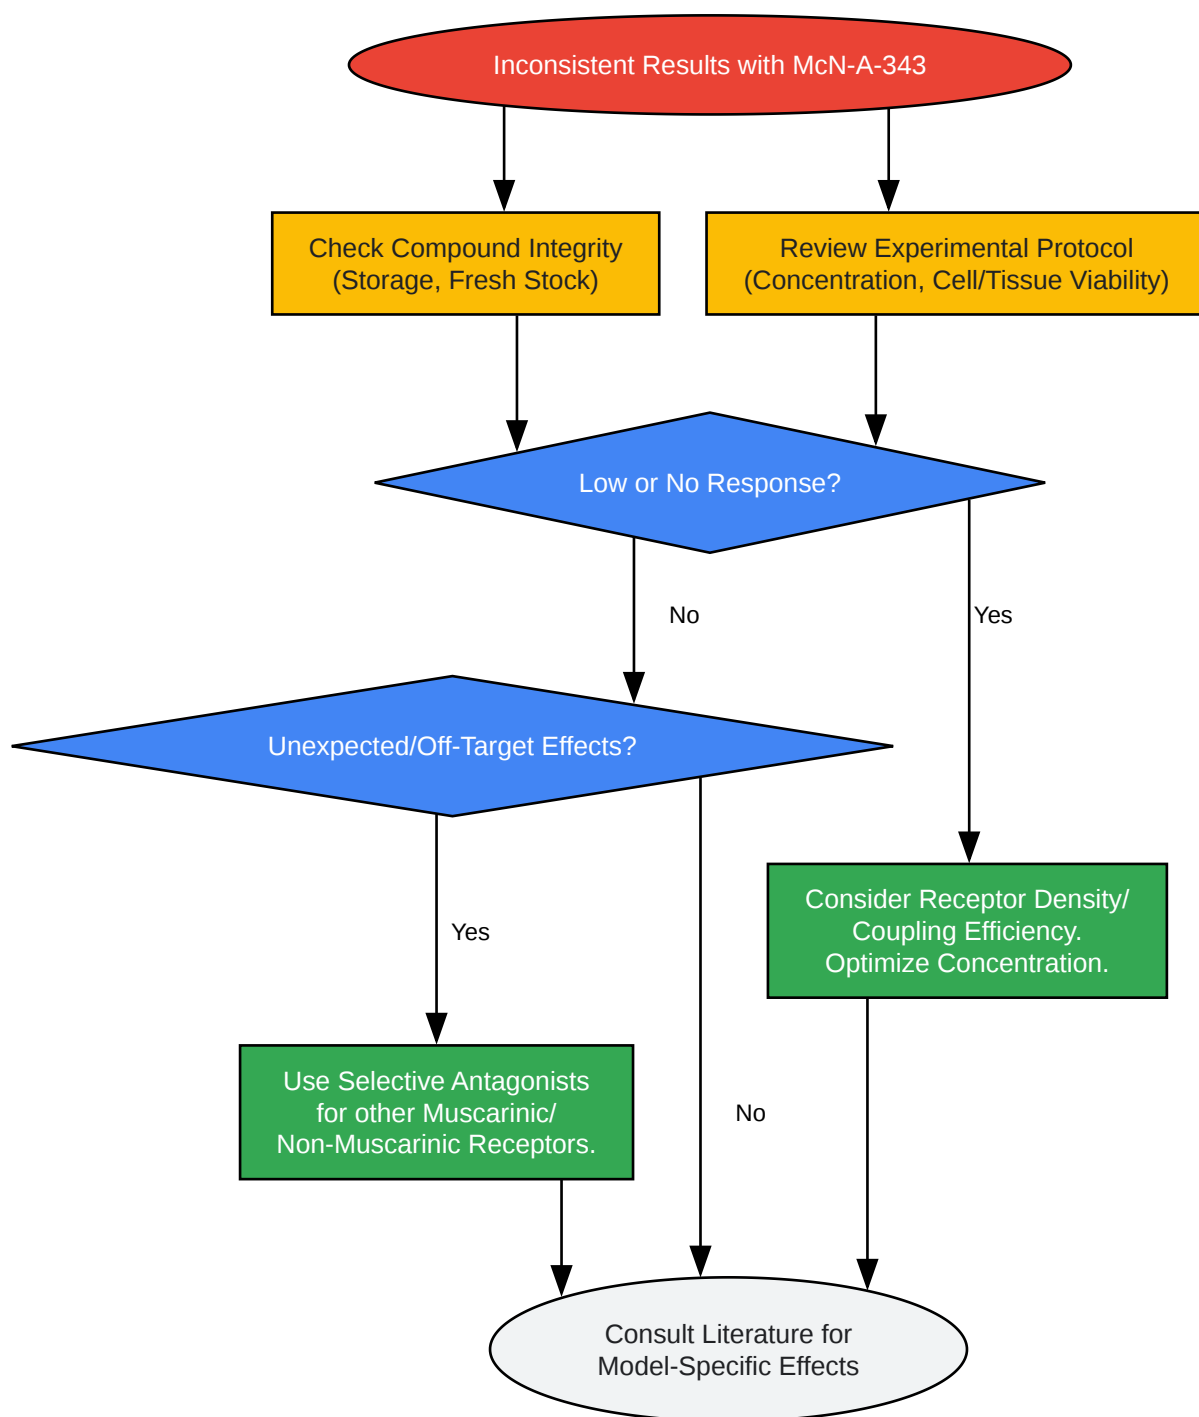 Inconsistent Results with McN-A-343
Check Compound Integrity
(Storage, Fresh Stock)
Review Experimental Protocol
(Concentration, Cell/Tissue Viability)
Low or No Response?
No
Yes
Unexpected/Off-Target Effects?
Consider Receptor Density/
Coupling Efficiency.
Optimize Concentration.
Yes
Use Selective Antagonists
for other Muscarinic/
Non-Muscarinic Receptors.
No
Consult Literature for
Model-Specific Effects